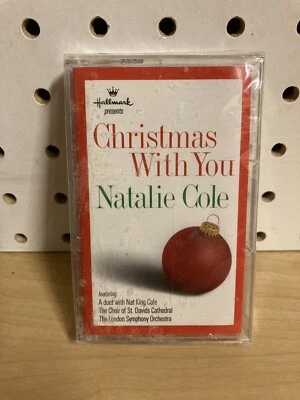 Hallmark
presents
Christmas
With You
Natalie Cole
featuring:
A duet with Nat King Cole
The Choir of St. Davids Cathedral
The London Symphony Orchestra